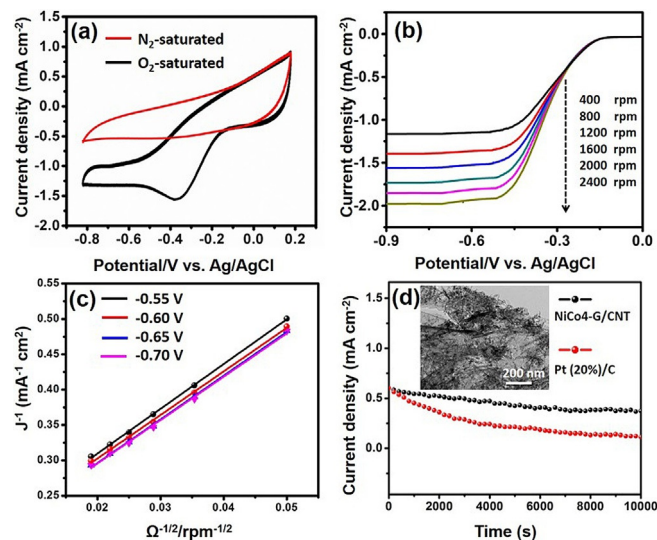 (a)
N2-saturated
O2-saturated
1.5
1.0
0.5
0.0
-0.5
-1.0
-1.5
-2.0
Current density (mA cm-2)
-0.8 -0.6 -0.4 -0.2 0.0 0.2
Potential/V vs. Ag/AgCl
(b)
0.0
-0.5
-1.0
-1.5
-2.0
Current density (mA cm-2)
400 rpm
800 rpm
1200 rpm
1600 rpm
2000 rpm
2400 rpm
-0.9 -0.6 -0.3 0.0
Potential/V vs. Ag/AgCl
(c)
-0.55 V
-0.60 V
-0.65 V
-0.70 V
0.50
0.45
0.40
0.35
0.30
0.25
J-1 (mA-1 cm2)
0.02 0.03 0.04 0.05
Ω-1/2/rpm-1/2
(d)
1.5
1.0
0.5
0.0
Current density (mA cm-2)
NiCo4-G/CNT
Pt (20%)/C
200 nm
0 2000 4000 6000 8000 10000
Time (s)